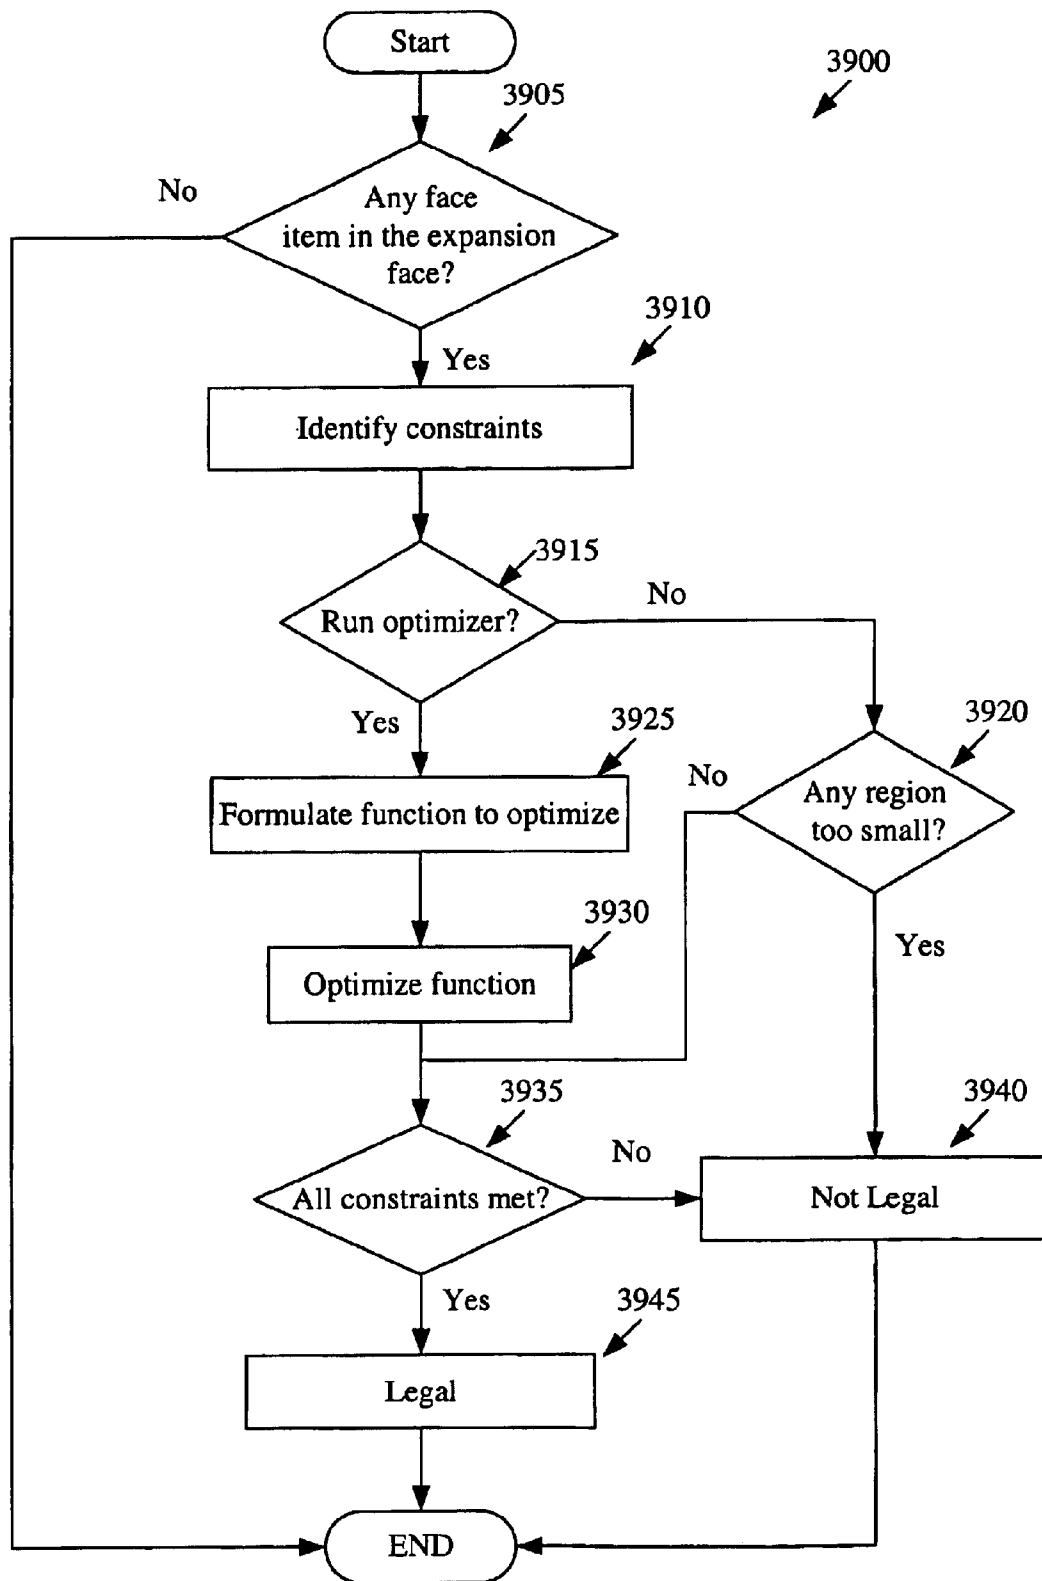 Start
3900
3905
No
Any face
item in the expansion
face?
3910
Yes
Identify constraints
3915
No
Run optimizer?
Yes
3925
3920
No
Any region
too small?
Formulate function to optimize
3930
Yes
Optimize function
3935
3940
No
All constraints met?
Not Legal
Yes
3945
Legal
END